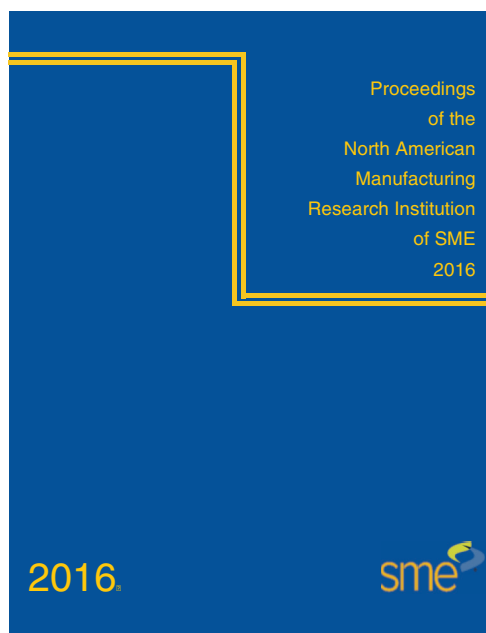 Proceedings
of the
North American
Manufacturing
Research Institution
of SME
2016
2016
sme